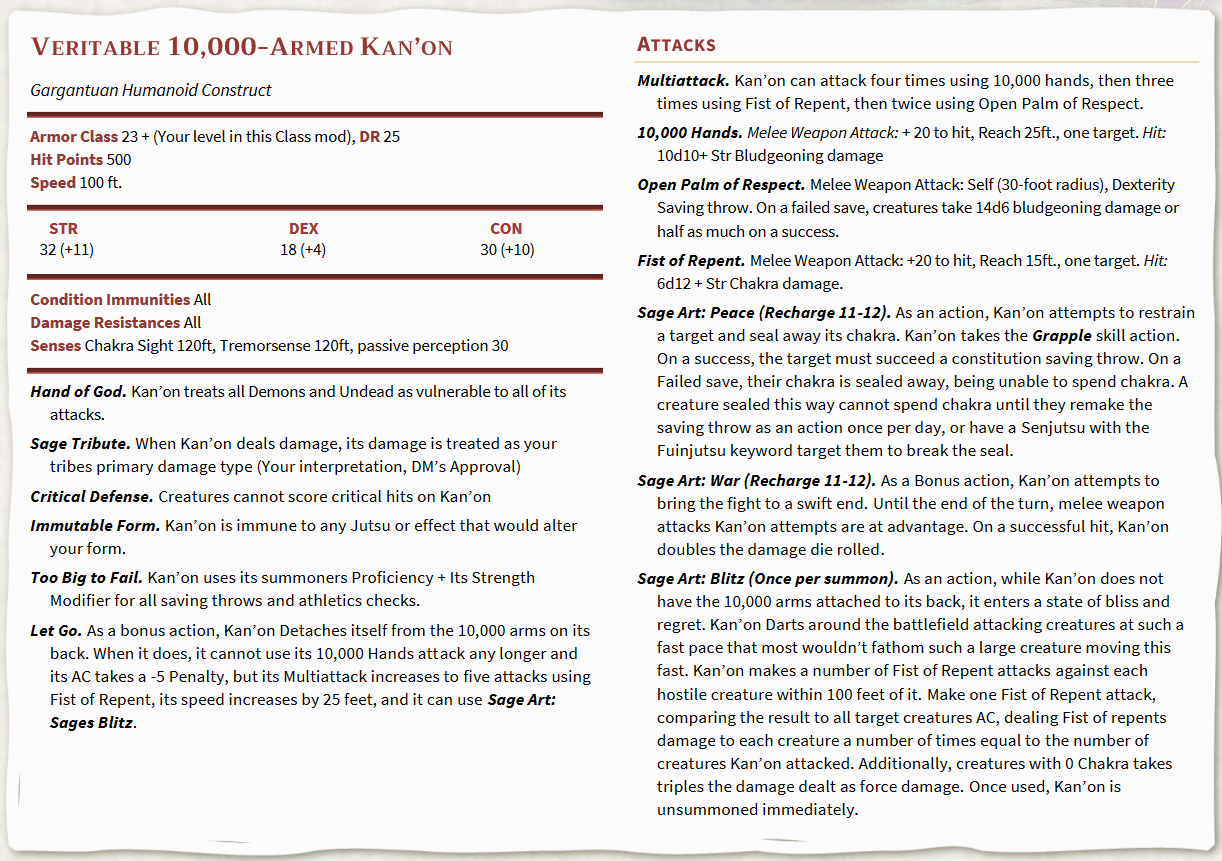 VERITABLE 10,000-ARMED KAN'ON
Gargantuan Humanoid Construct
Armor Class 23 + (Your level in this Class mod), DR 25
Hit Points 500
Speed 100 ft.
STR DEX CON
32 (+11) 18 (+4) 30 (+10)
Condition Immunities All
Damage Resistances All
Senses Chakra Sight 120ft, Tremorsense 120ft, passive perception 30
Hand of God. Kan'on treats all Demons and Undead as vulnerable to all of its
attacks.
Sage Tribute. When Kan'on deals damage, its damage is treated as your
tribes primary damage type (Your interpretation, DM's Approval)
Critical Defense. Creatures cannot score critical hits on Kan'on
Immutable Form. Kan'on is immune to any Jutsu or effect that would alter
your form.
Too Big to Fail. Kan'on uses its summoners Proficiency + Its Strength
Modifier for all saving throws and athletics checks.
Let Go. As a bonus action, Kan'on Detaches itself from the 10,000 arms on its
back. When it does, it cannot use its 10,000 Hands attack any longer and
its AC takes a -5 Penalty, but its Multiattack increases to five attacks using
Fist of Repent, its speed increases by 25 feet, and it can use Sage Art:
Sages Blitz.
ATTACKS
Multiattack. Kan'on can attack four times using 10,000 hands, then three
times using Fist of Repent, then twice using Open Palm of Respect.
10,000 Hands. Melee Weapon Attack: + 20 to hit, Reach 25ft., one target. Hit:
10d10+ Str Bludgeoning damage
Open Palm of Respect. Melee Weapon Attack: Self (30-foot radius), Dexterity
Saving throw. On a failed save, creatures take 14d6 bludgeoning damage or
half as much on a success.
Fist of Repent. Melee Weapon Attack: +20 to hit, Reach 15ft., one target. Hit:
6d12 + Str Chakra damage.
Sage Art: Peace (Recharge 11-12). As an action, Kan'on attempts to restrain
a target and seal away its chakra. Kan'on takes the Grapple skill action.
On a success, the target must succeed a constitution saving throw. On a
Failed save, their chakra is sealed away, being unable to spend chakra. A
creature sealed this way cannot spend chakra until they remake the
saving throw as an action once per day, or have a Senjutsu with the
Fuinjutsu keyword target them to break the seal.
Sage Art: War (Recharge 11-12). As a Bonus action, Kan'on attempts to
bring the fight to a swift end. Until the end of the turn, melee weapon
attacks Kan'on attempts are at advantage. On a successful hit, Kan'on
doubles the damage die rolled.
Sage Art: Blitz (Once per summon). As an action, while Kan'on does not
have the 10,000 arms attached to its back, it enters a state of bliss and
regret. Kan'on Darts around the battlefield attacking creatures at such a
fast pace that most wouldn't fathom such a large creature moving this
fast. Kan'on makes a number of Fist of Repent attacks against each
hostile creature within 100 feet of it. Make one Fist of Repent attack,
comparing the result to all target creatures AC, dealing Fist of repents
damage to each creature a number of times equal to the number of
creatures Kan'on attacked. Additionally, creatures with 0 Chakra takes
triples the damage dealt as force damage. Once used, Kan'on is
unsummoned immediately.